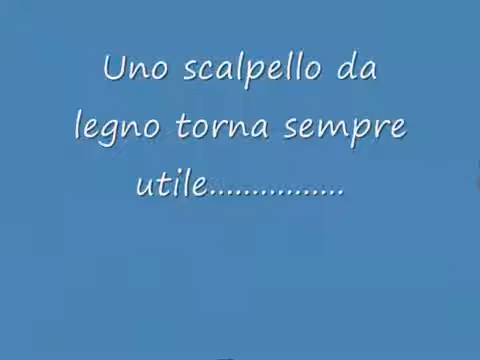 Uno scalpello da
legno torna sempre
utile................